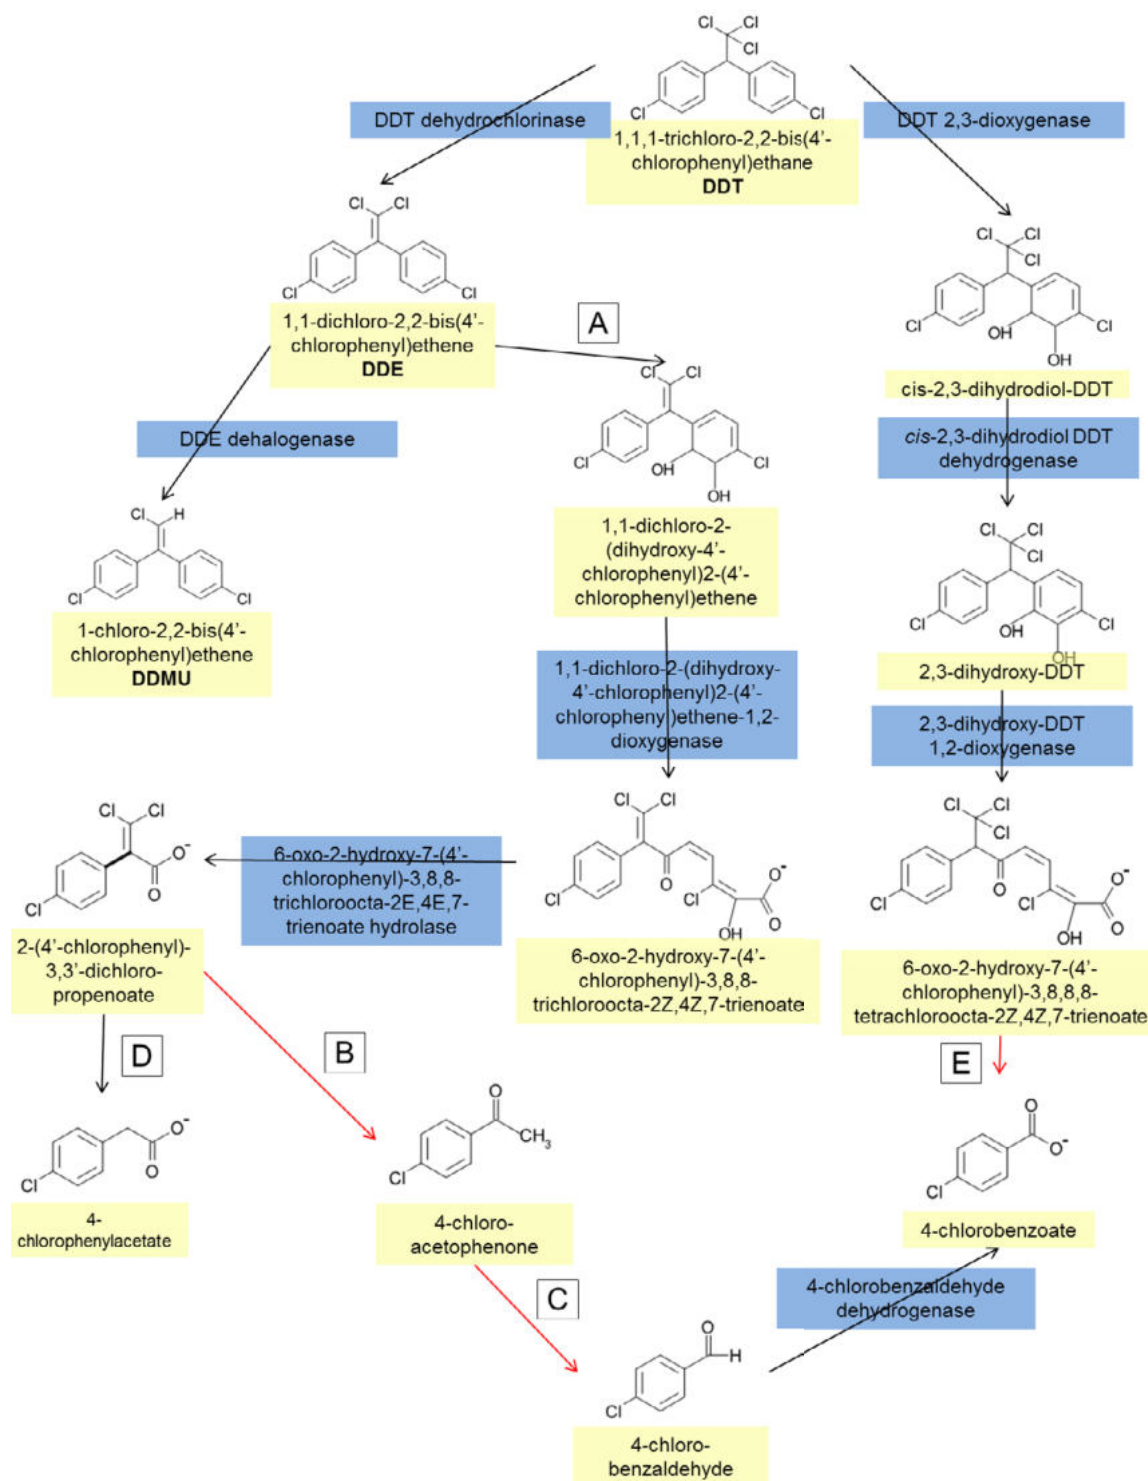 Cl
Cl
Cl
Cl
Cl
DDT dehydrochlorinase
DDT 2,3-dioxygenase
1,1,1-trichloro-2,2-bis(4'-
chlorophenyl)ethane
DDT
Cl
Cl
Cl
Cl
1,1-dichloro-2,2-bis(4'-
chlorophenyl)ethene
DDE
A
Cl
Cl
Cl
Cl
Cl
OH
OH
cis-2,3-dihydrodiol-DDT
DDE dehalogenase
Cl
Cl
Cl
Cl
OH
OH
cis-2,3-dihydrodiol DDT
dehydrogenase
Cl
H
Cl
Cl
1-chloro-2,2-bis(4'-
chlorophenyl)ethene
DDMU
1,1-dichloro-2-
(dihydroxy-4'-
chlorophenyl)2-(4'-
chlorophenyl)ethene
Cl
Cl
Cl
Cl
Cl
OH
OH
2,3-dihydroxy-DDT
1,1-dichloro-2-(dihydroxy-
4'-chlorophenyl)2-(4'-
chlorophenyl)ethene-1,2-
dioxygenase
2,3-dihydroxy-DDT
1,2-dioxygenase
Cl
Cl
Cl
O-
O
6-oxo-2-hydroxy-7-(4'-
chlorophenyl)-3,8,8-
trichloroocta-2E,4E,7-
trienoate hydrolase
Cl
Cl
Cl
O
Cl
O-
O
OH
Cl
Cl
Cl
Cl
O
Cl
O-
O
OH
2-(4'-chlorophenyl)-
3,3'-dichloro-
propenoate
6-oxo-2-hydroxy-7-(4'-
chlorophenyl)-3,8,8-
trichloroocta-2Z,4Z,7-trienoate
6-oxo-2-hydroxy-7-(4'-
chlorophenyl)-3,8,8,8-
tetrachloroocta-2Z,4Z,7-trienoate
D
B
E
O-
O
Cl
4-
chlorophenylacetate
O
CH3
Cl
4-chloro-
acetophenone
O
O-
Cl
4-chlorobenzoate
C
4-chlorobenzaldehyde
dehydrogenase
O
H
Cl
4-chloro-
benzaldehyde